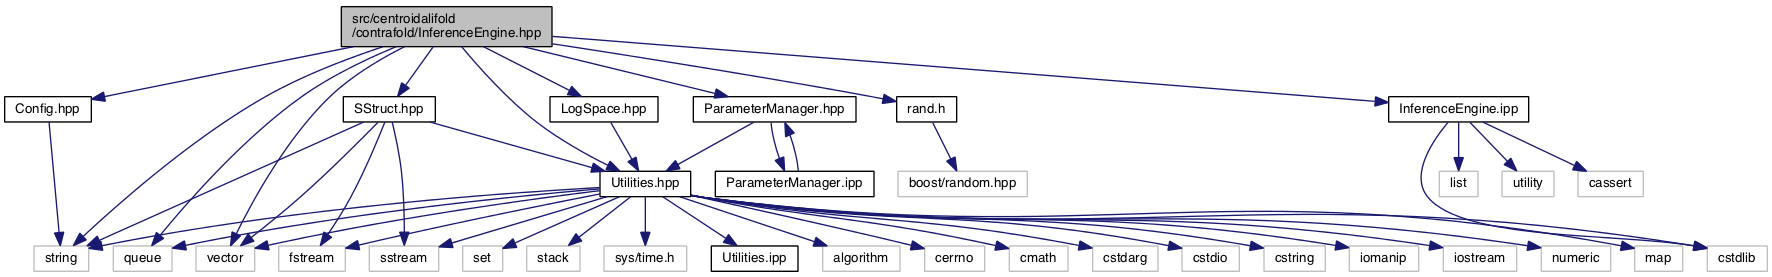 src/centroidalifold
/contrafold/InferenceEngine.hpp
Config.hpp
SStruct.hpp
LogSpace.hpp
ParameterManager.hpp
rand.h
InferenceEngine.ipp
Utilities.hpp
ParameterManager.ipp
boost/random.hpp
list
utility
cassert
string
queue
vector
fstream
sstream
set
stack
sys/time.h
Utilities.ipp
algorithm
cerrno
cmath
cstdarg
cstdio
cstring
iomanip
iostream
numeric
map
cstdlib